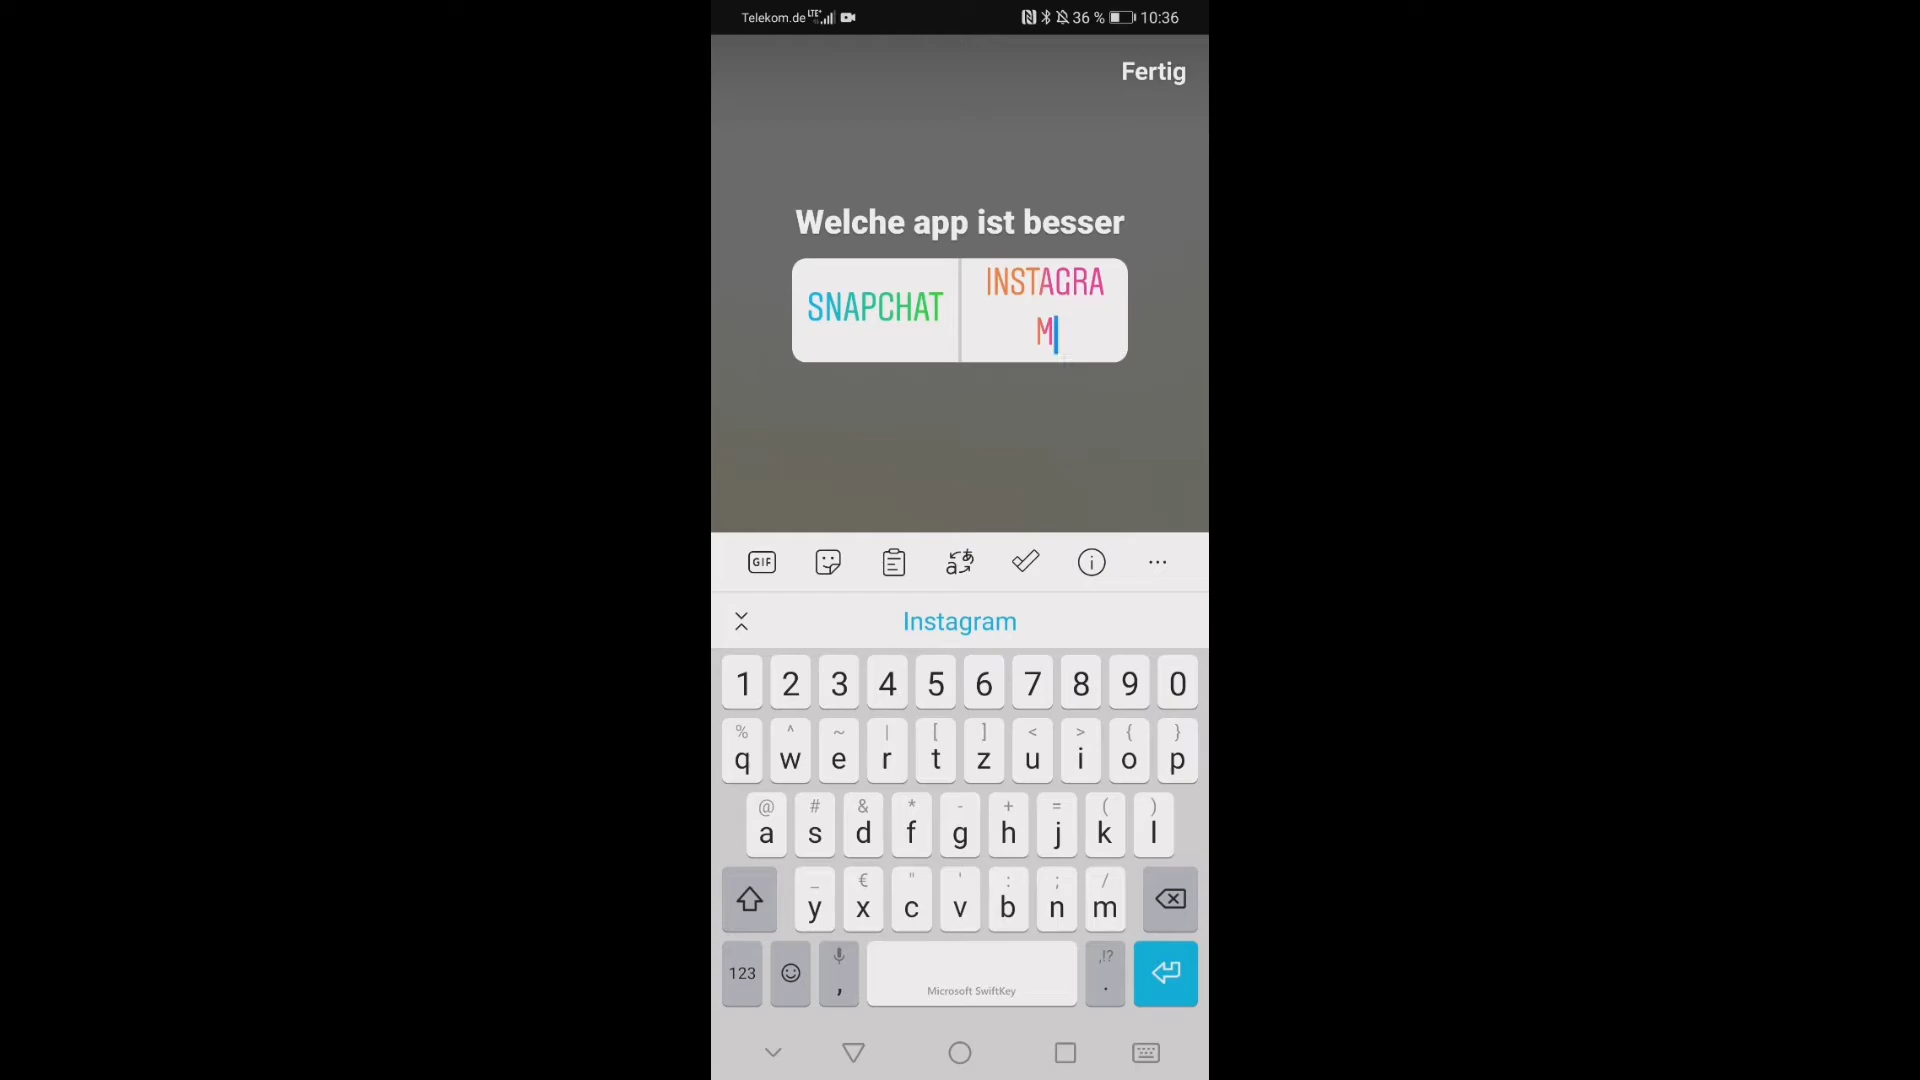 Telekom.de LTE+ 36 % 10:36
Fertig
Welche app ist besser
SNAPCHAT
INSTAGRA
M
GIF
Instagram
1 2 3 4 5 6 7 8 9 0
% ^ ~ | [ ] < > { }
q w e r t z u i o p
@ # & * - + = ( )
a s d f g h j k l
_ € " ' : ; /
y x c v b n m
,!?
123 , Microsoft SwiftKey .